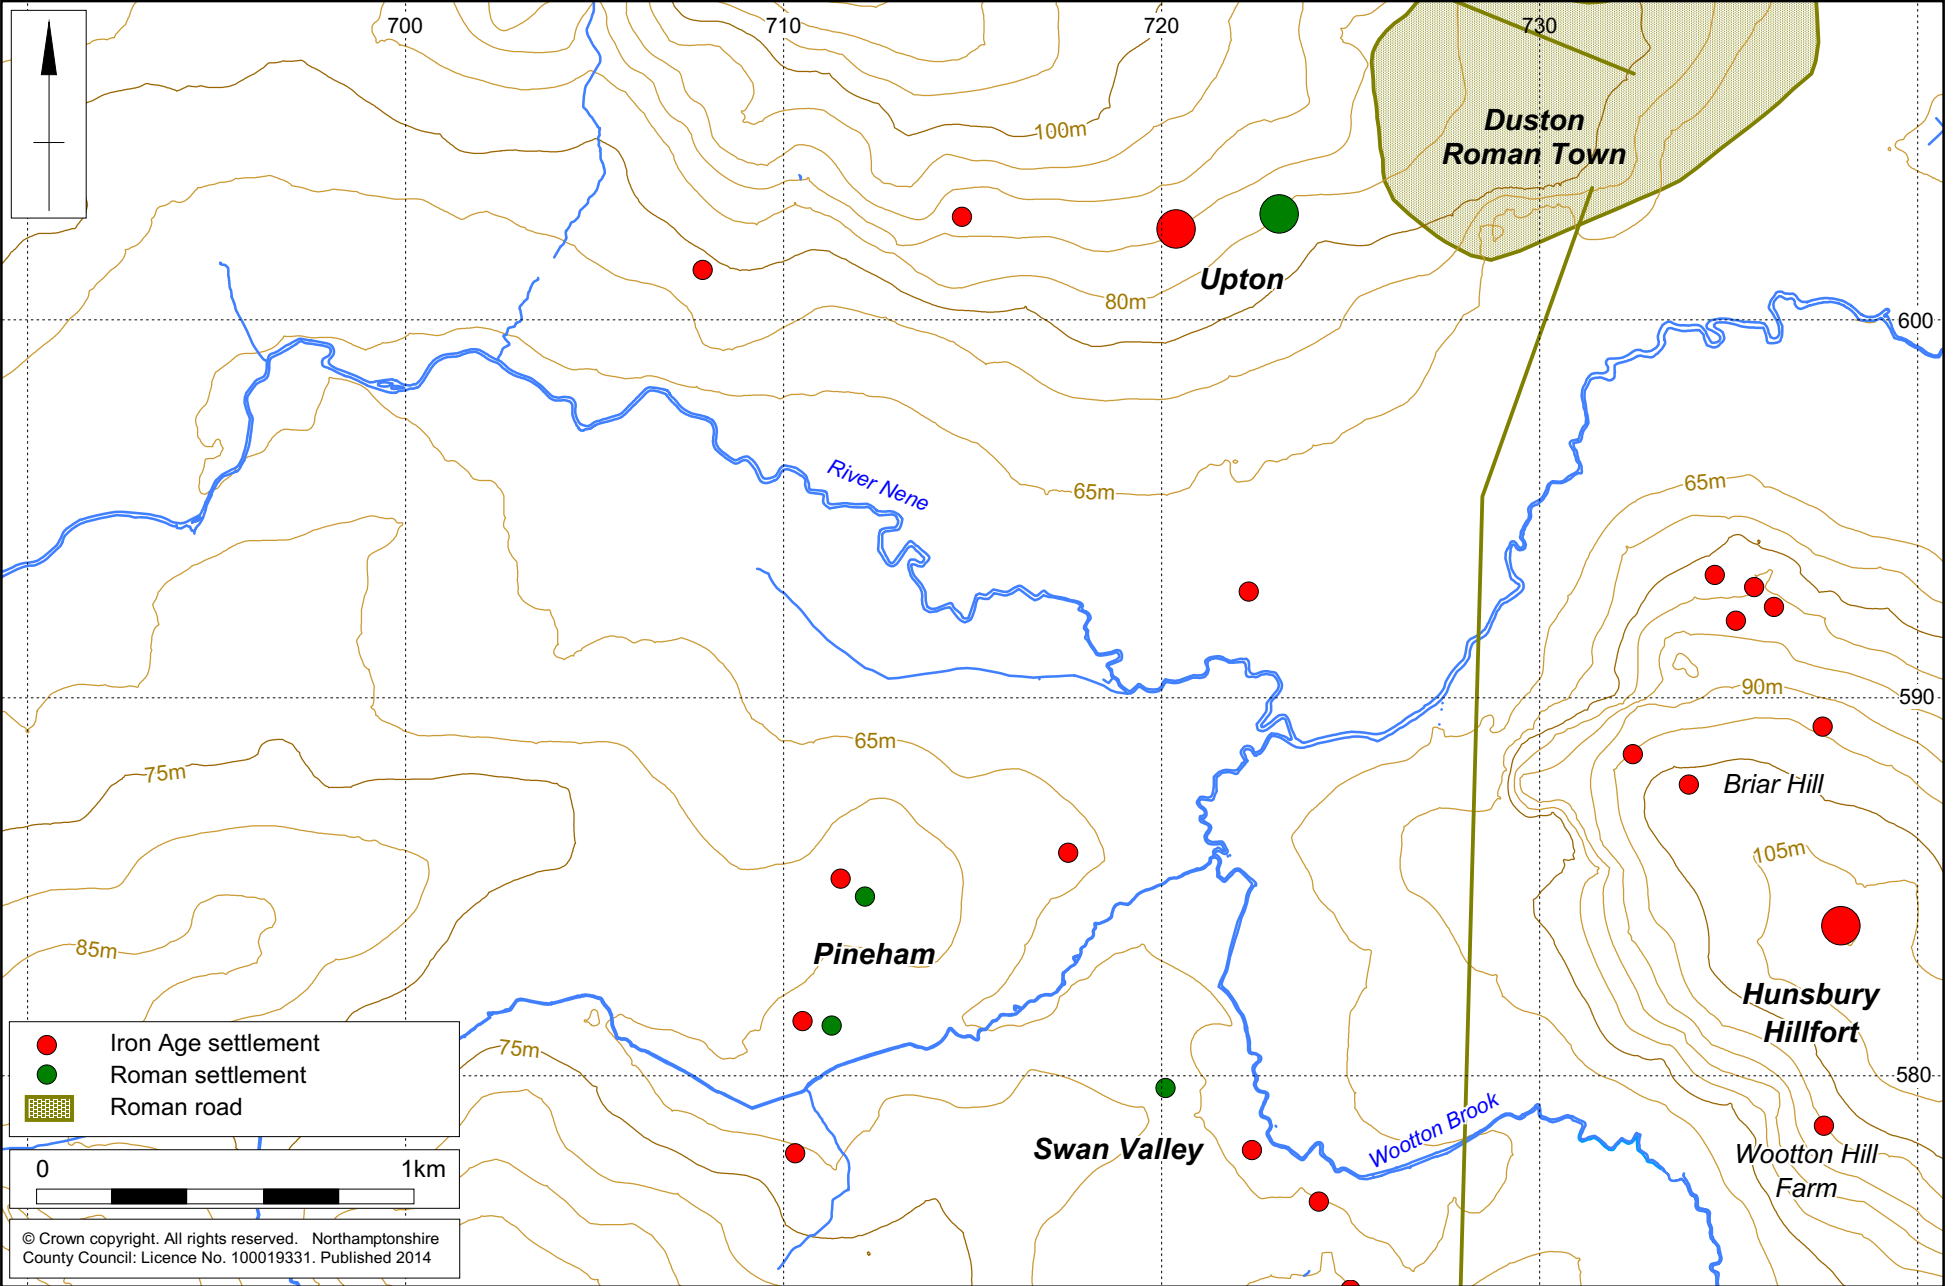 700
710
720
730
100m
Duston
Roman Town
Upton
80m
600
River Nene
65m
65m
90m
590
65m
75m
Briar Hill
105m
85m
Pineham
Hunsbury
Hillfort
75m
580
Iron Age settlement
Roman settlement
Roman road
Swan Valley
Wootton Brook
Wootton Hill
Farm
0 1km
© Crown copyright. All rights reserved. Northamptonshire
County Council: Licence No. 100019331. Published 2014